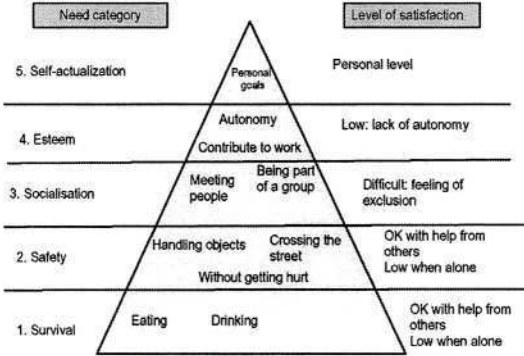 Need category
Level of satisfaction
5. Self-actualization
Personal
goals
Personal level
4. Esteem
Autonomy
Contribute to work
Low: lack of autonomy
3. Socialisation
Meeting
people
Being part
of a group
Difficult: feeling of
exclusion
2. Safety
Handling objects
Crossing the
street
Without getting hurt
OK with help from
others
Low when alone
1. Survival
Eating
Drinking
OK with help from
others
Low when alone